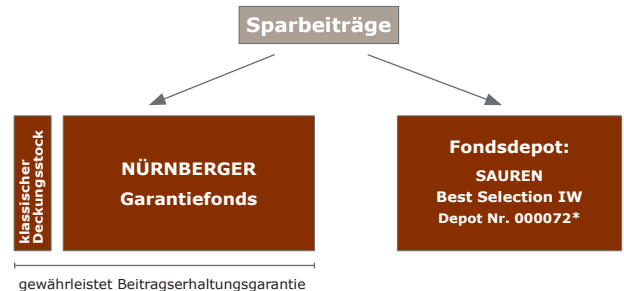 Sparbeiträge
klassischer
Deckungsstock
NÜRNBERGER
Garantiefonds
Fondsdepot:
SAUREN
Best Selection IW
Depot Nr. 000072*
gewährleistet Beitragserhaltungsgarantie